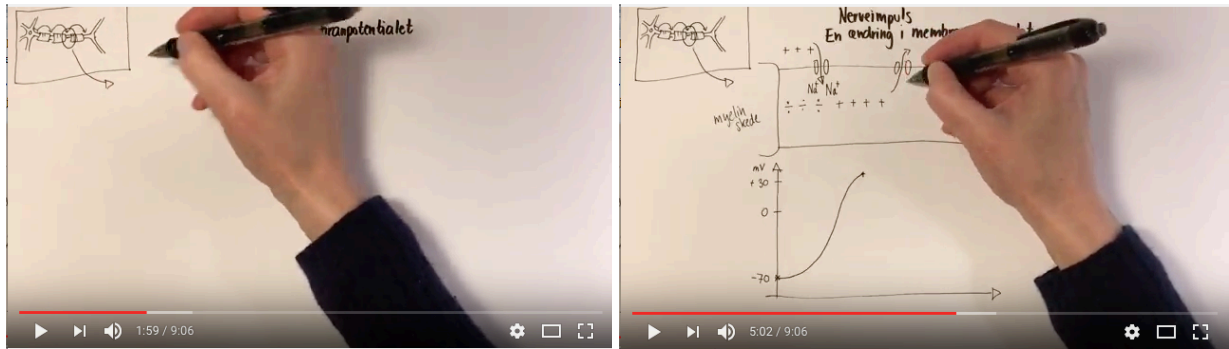 ranpotentialet
1:59 / 9:06
Nerveimpuls
En ændring i membr
+ + +
Na+ Na+
÷ ÷ ÷ + + + +
myelin
skede
mV
+30
0
-70
5:02 / 9:06